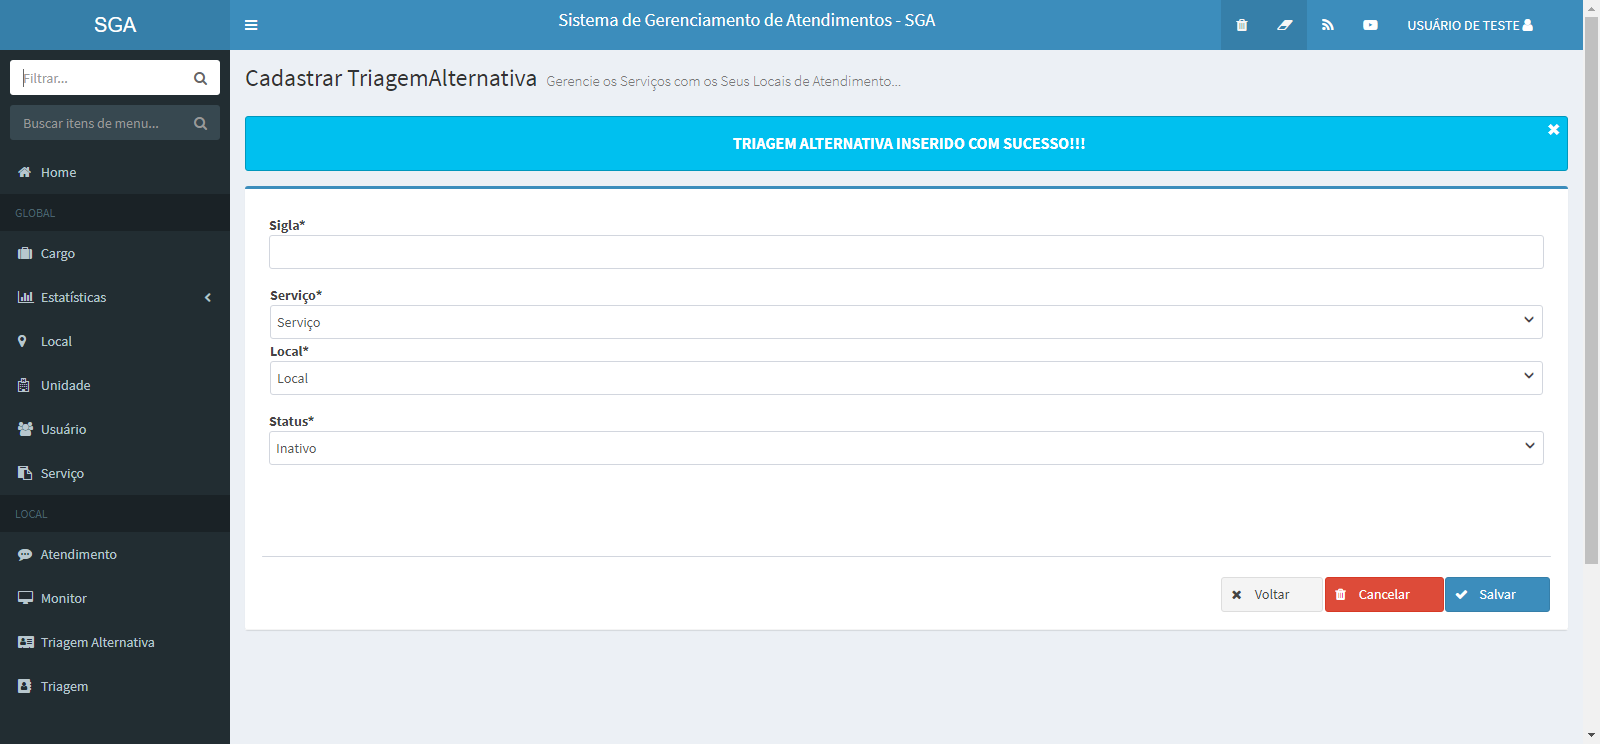 SGA
Sistema de Gerenciamento de Atendimentos - SGA
USUÁRIO DE TESTE
Filtrar...
Buscar itens de menu...
Home
GLOBAL
Cargo
Estatísticas
Local
Unidade
Usuário
Serviço
LOCAL
Atendimento
Monitor
Triagem Alternativa
Triagem
Cadastrar TriagemAlternativa Gerencie os Serviços com os Seus Locais de Atendimento...
TRIAGEM ALTERNATIVA INSERIDO COM SUCESSO!!!
Sigla*
Serviço*
Serviço
Local*
Local
Status*
Inativo
Voltar
Cancelar
Salvar